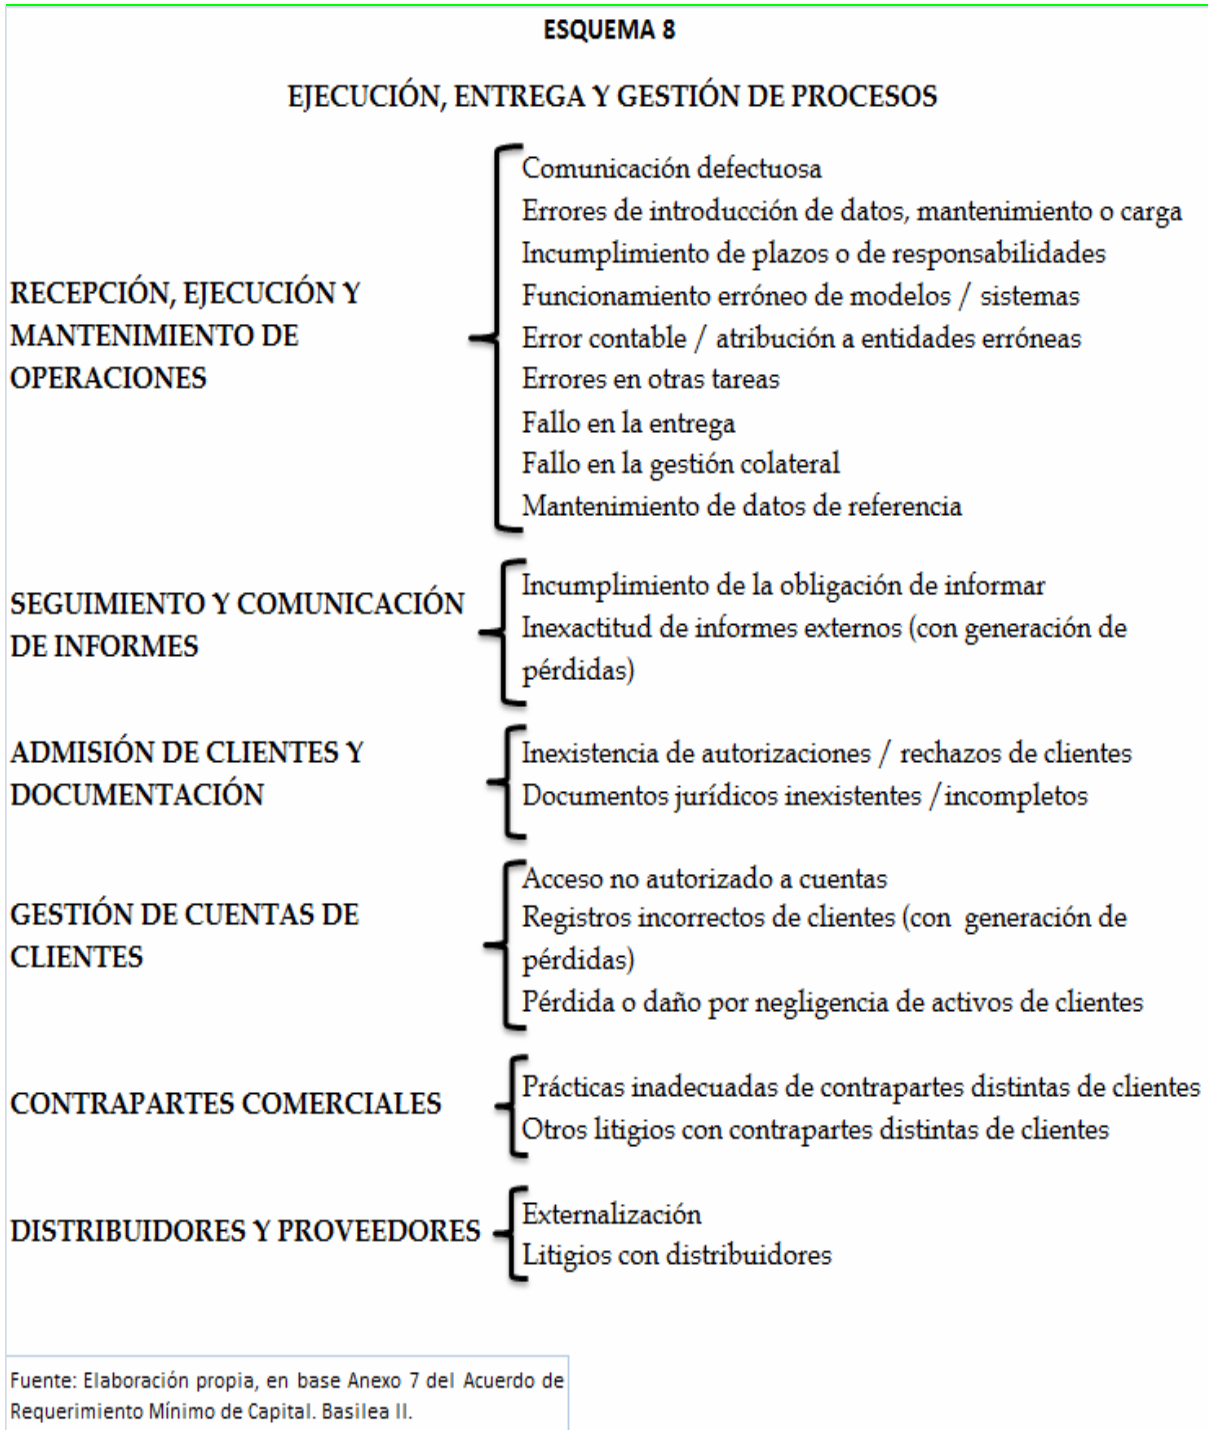 ESQUEMA 8
EJECUCIÓN, ENTREGA Y GESTIÓN DE PROCESOS
RECEPCIÓN, EJECUCIÓN Y
MANTENIMIENTO DE
OPERACIONES
Comunicación defectuosa
Errores de introducción de datos, mantenimiento o carga
Incumplimiento de plazos o de responsabilidades
Funcionamiento erróneo de modelos / sistemas
Error contable / atribución a entidades erróneas
Errores en otras tareas
Fallo en la entrega
Fallo en la gestión colateral
Mantenimiento de datos de referencia
SEGUIMIENTO Y COMUNICACIÓN
DE INFORMES
Incumplimiento de la obligación de informar
Inexactitud de informes externos (con generación de
pérdidas)
ADMISIÓN DE CLIENTES Y
DOCUMENTACIÓN
Inexistencia de autorizaciones / rechazos de clientes
Documentos jurídicos inexistentes /incompletos
GESTIÓN DE CUENTAS DE
CLIENTES
Acceso no autorizado a cuentas
Registros incorrectos de clientes (con generación de
pérdidas)
Pérdida o daño por negligencia de activos de clientes
CONTRAPARTES COMERCIALES
Prácticas inadecuadas de contrapartes distintas de clientes
Otros litigios con contrapartes distintas de clientes
DISTRIBUIDORES Y PROVEEDORES
Externalización
Litigios con distribuidores
Fuente: Elaboración propia, en base Anexo 7 del Acuerdo de
Requerimiento Mínimo de Capital. Basilea II.